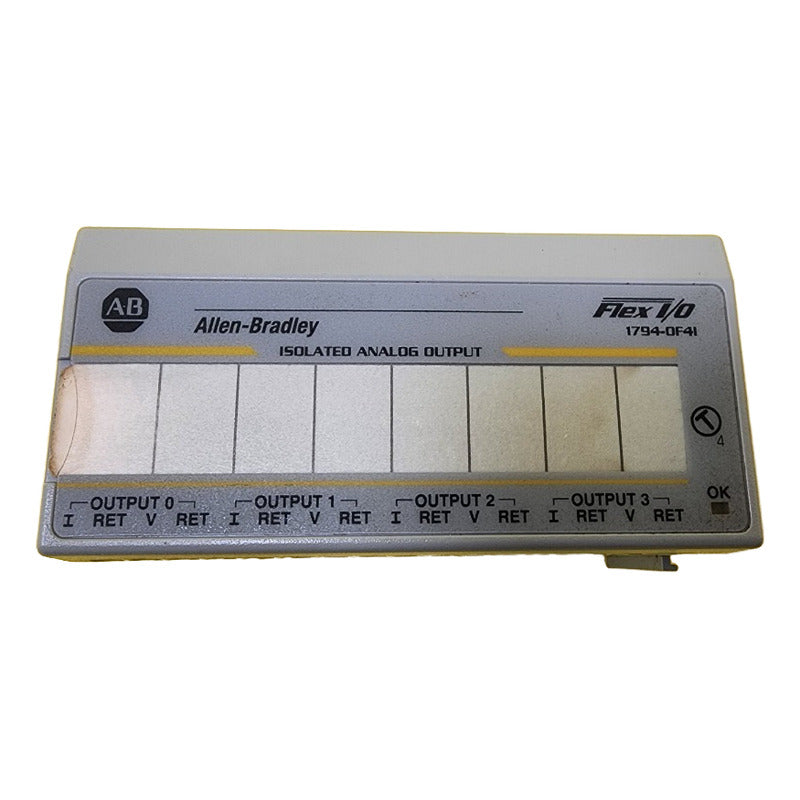 A-B
Allen-Bradley
Flex I/O
1794-OF4I
ISOLATED ANALOG OUTPUT
4
OK
OUTPUT 0 OUTPUT 1 OUTPUT 2 OUTPUT 3
I RET V RET I RET V RET I RET V RET I RET V RET